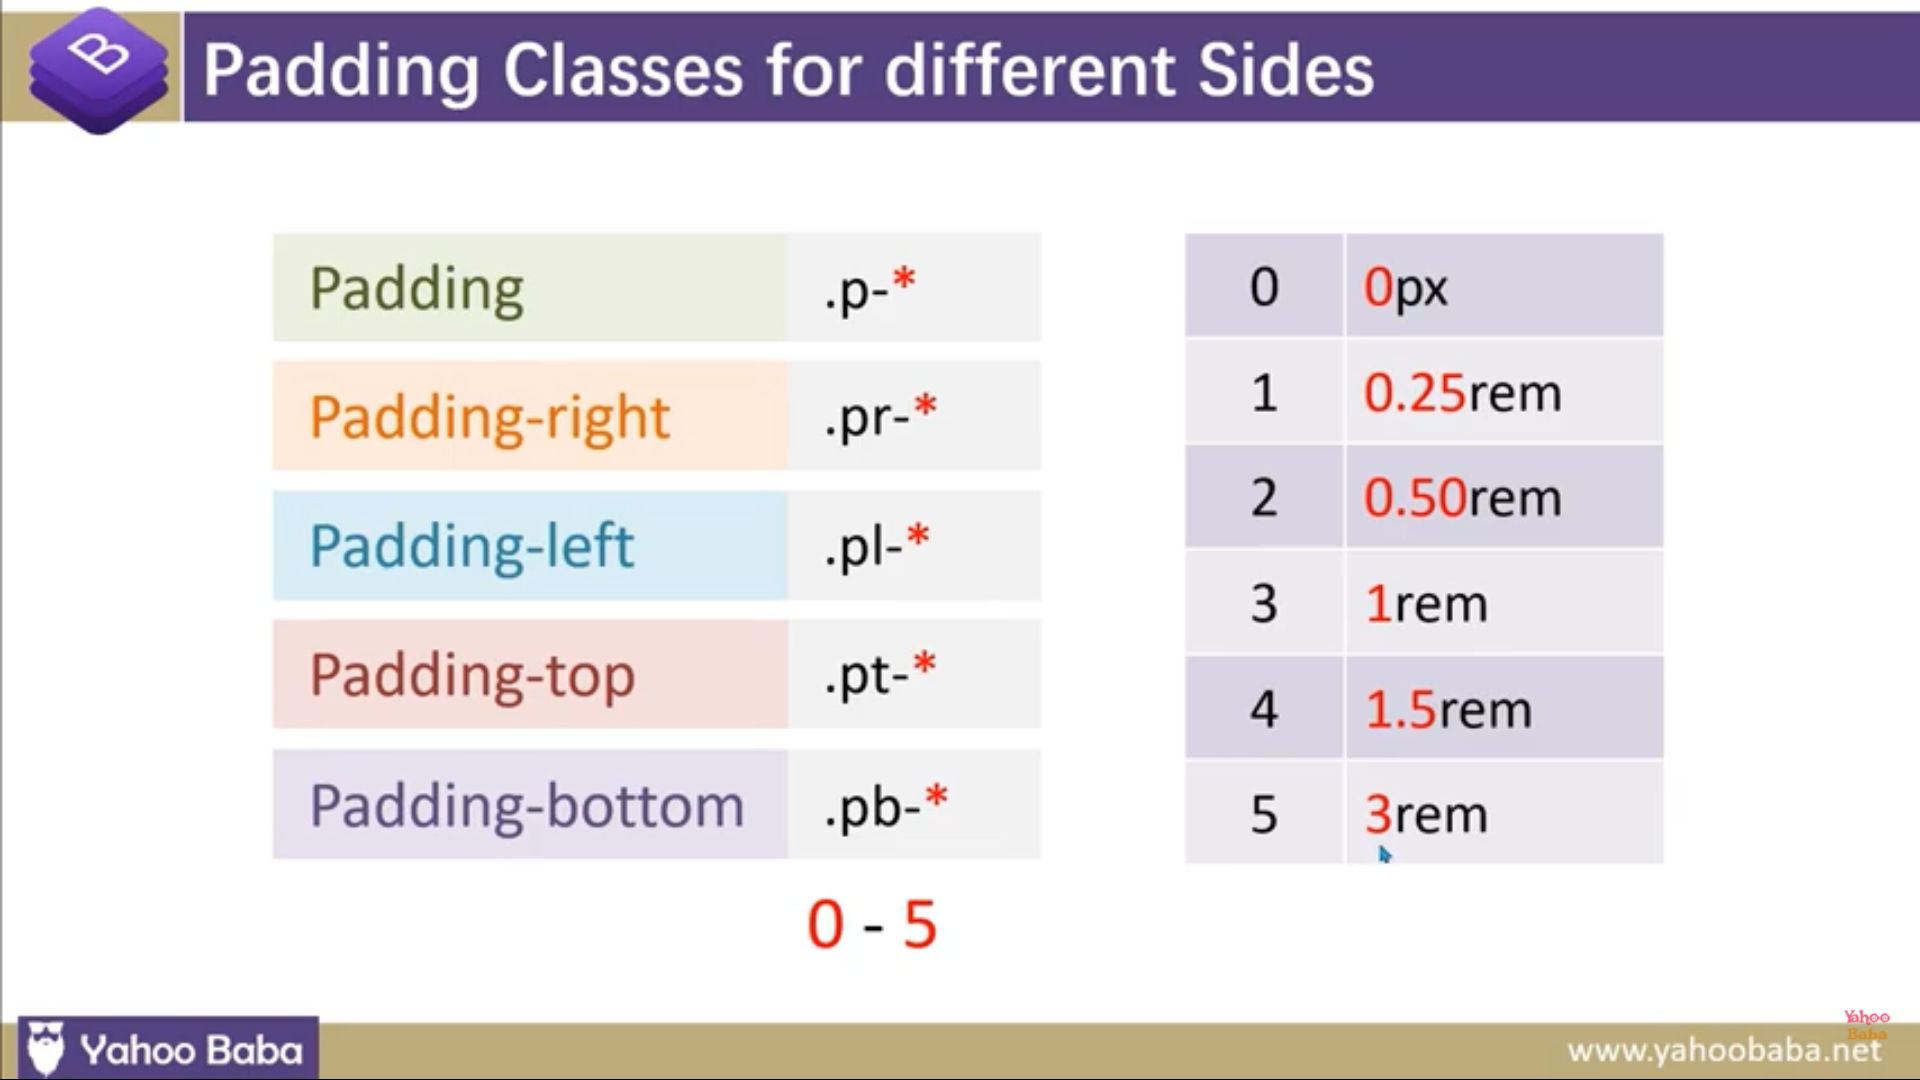 B
Padding Classes for different Sides
Padding .p-*
Padding-right .pr-*
Padding-left .pl-*
Padding-top .pt-*
Padding-bottom .pb-*
0 - 5
0 0px
1 0.25rem
2 0.50rem
3 1rem
4 1.5rem
5 3rem
Yahoo Baba
Yahoo
Baba
www.yahoobaba.net